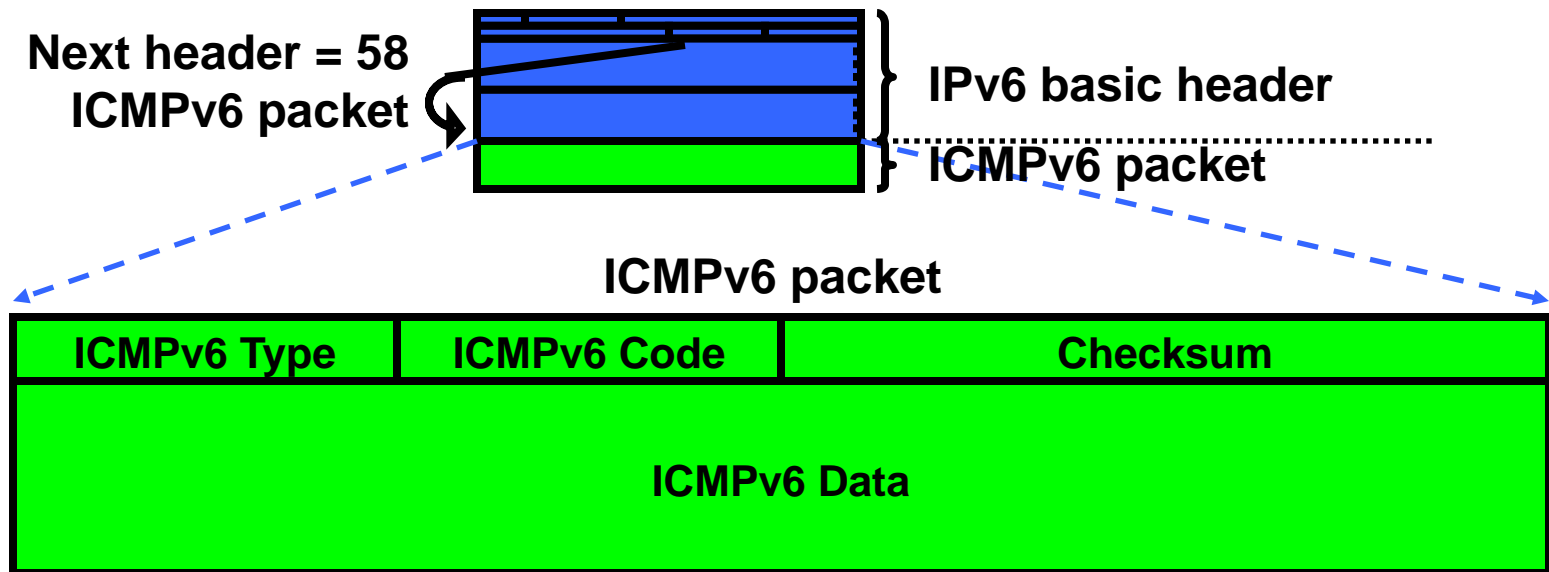 Next header = 58
ICMPv6 packet
IPv6 basic header
ICMPv6 packet
ICMPv6 packet
ICMPv6 Type
ICMPv6 Code
Checksum
ICMPv6 Data